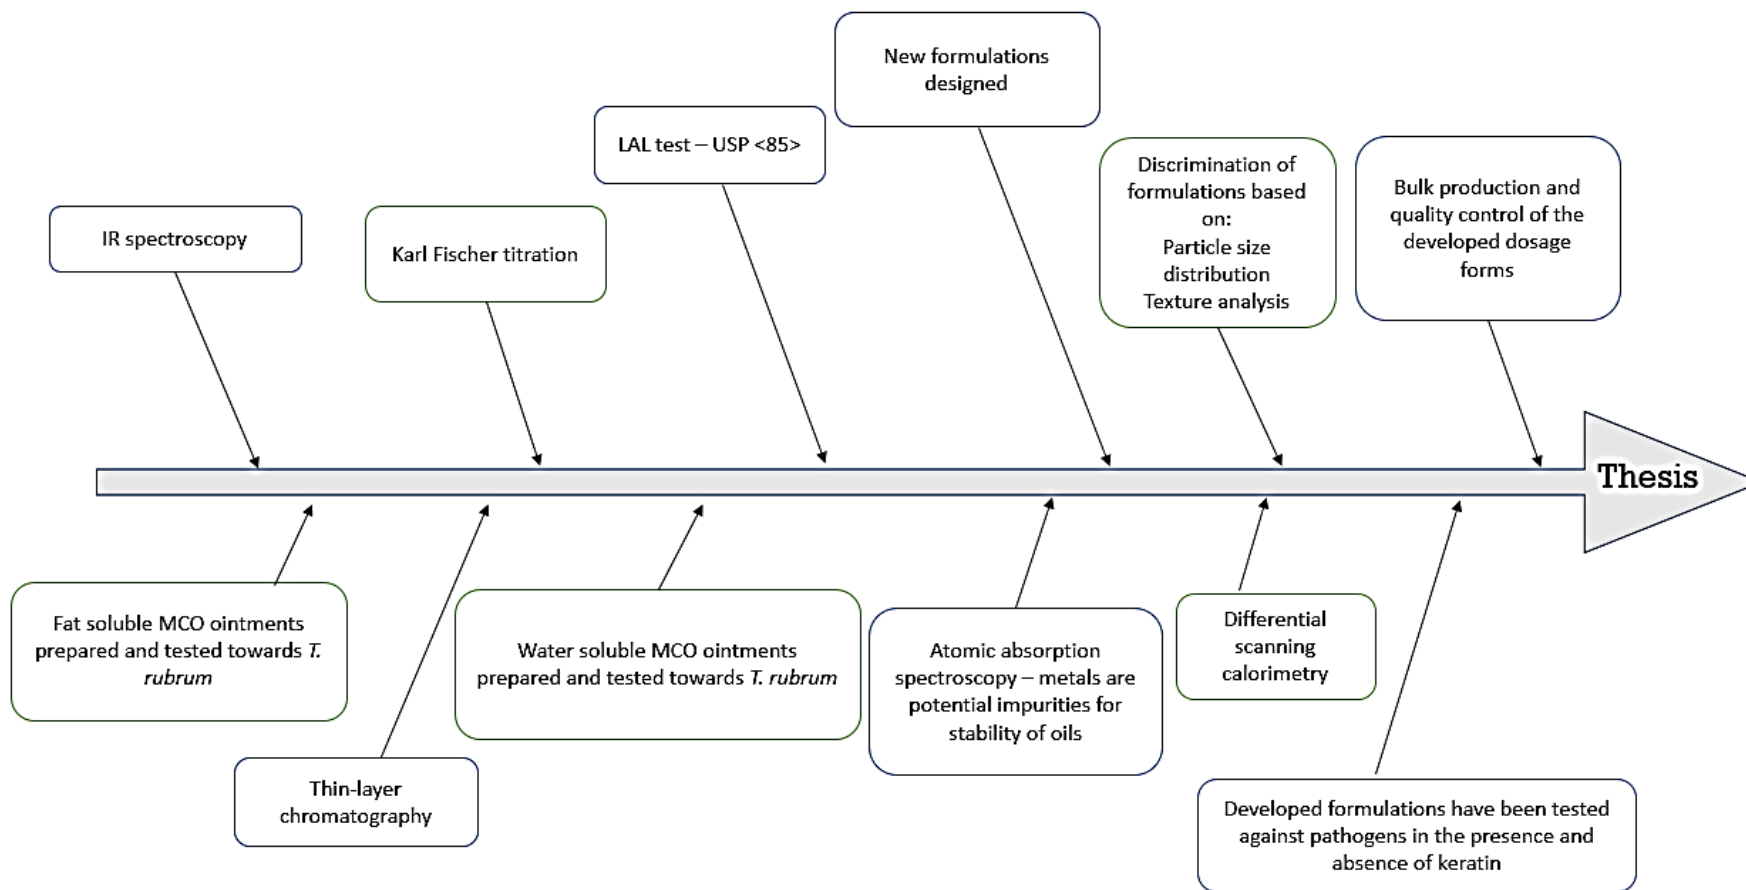 New formulations
designed
LAL test – USP <85>
Discrimination of
formulations based
on:
Particle size
distribution
Texture analysis
Bulk production and
quality control of the
developed dosage
forms
IR spectroscopy
Karl Fischer titration
Thesis
Fat soluble MCO ointments
prepared and tested towards T.
rubrum
Water soluble MCO ointments
prepared and tested towards T. rubrum
Atomic absorption
spectroscopy – metals are
potential impurities for
stability of oils
Differential
scanning
calorimetry
Thin-layer
chromatography
Developed formulations have been tested
against pathogens in the presence and
absence of keratin